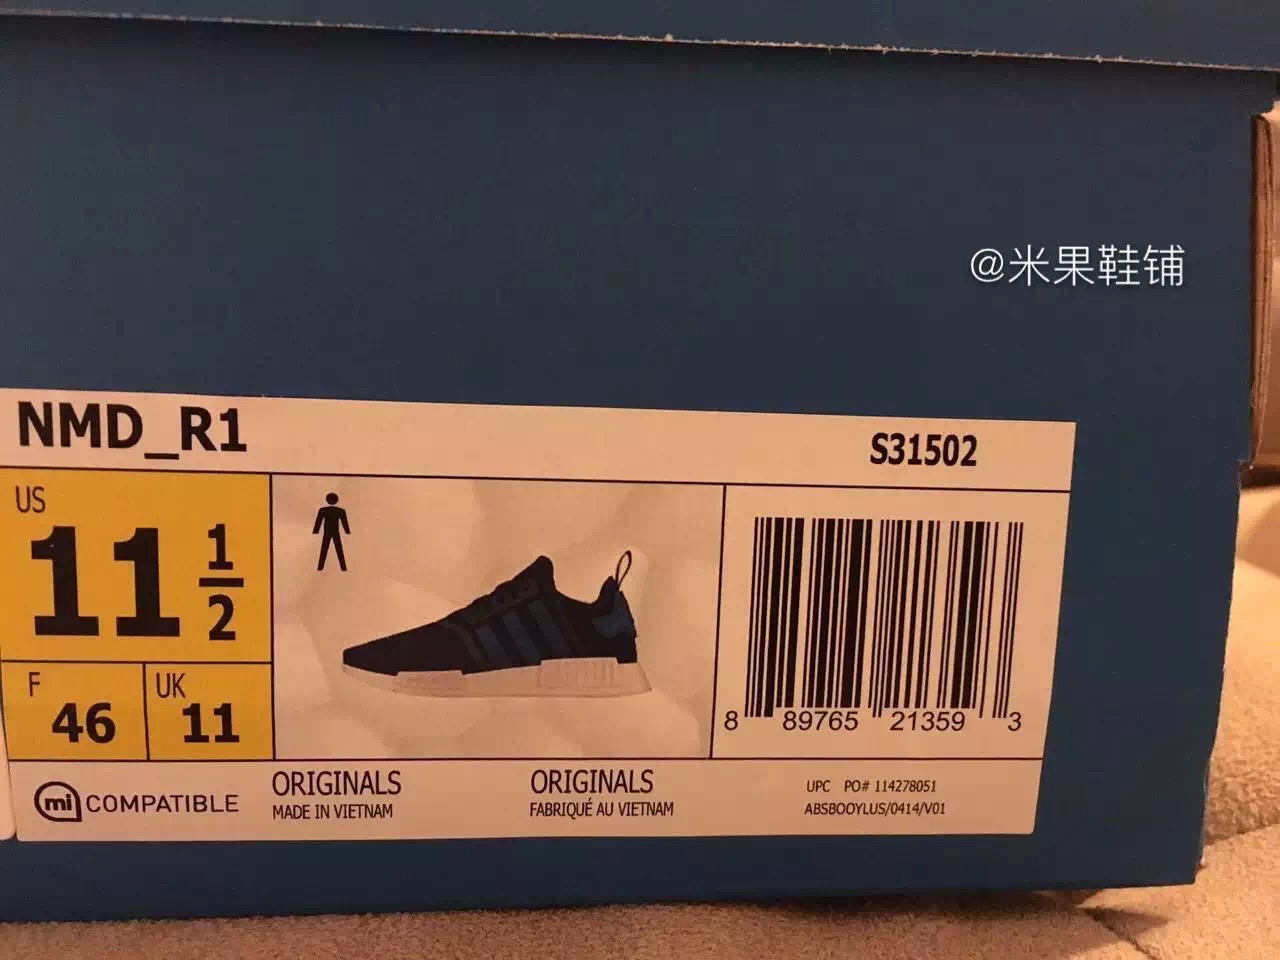 @米果鞋铺
NMD_R1
S31502
US
11 1/2
F
46
UK
11
8 89765 21359 3
mi COMPATIBLE
ORIGINALS
MADE IN VIETNAM
ORIGINALS
FABRIQUÉ AU VIETNAM
UPC PO# 114278051
ABSBOOYLUS/0414/V01